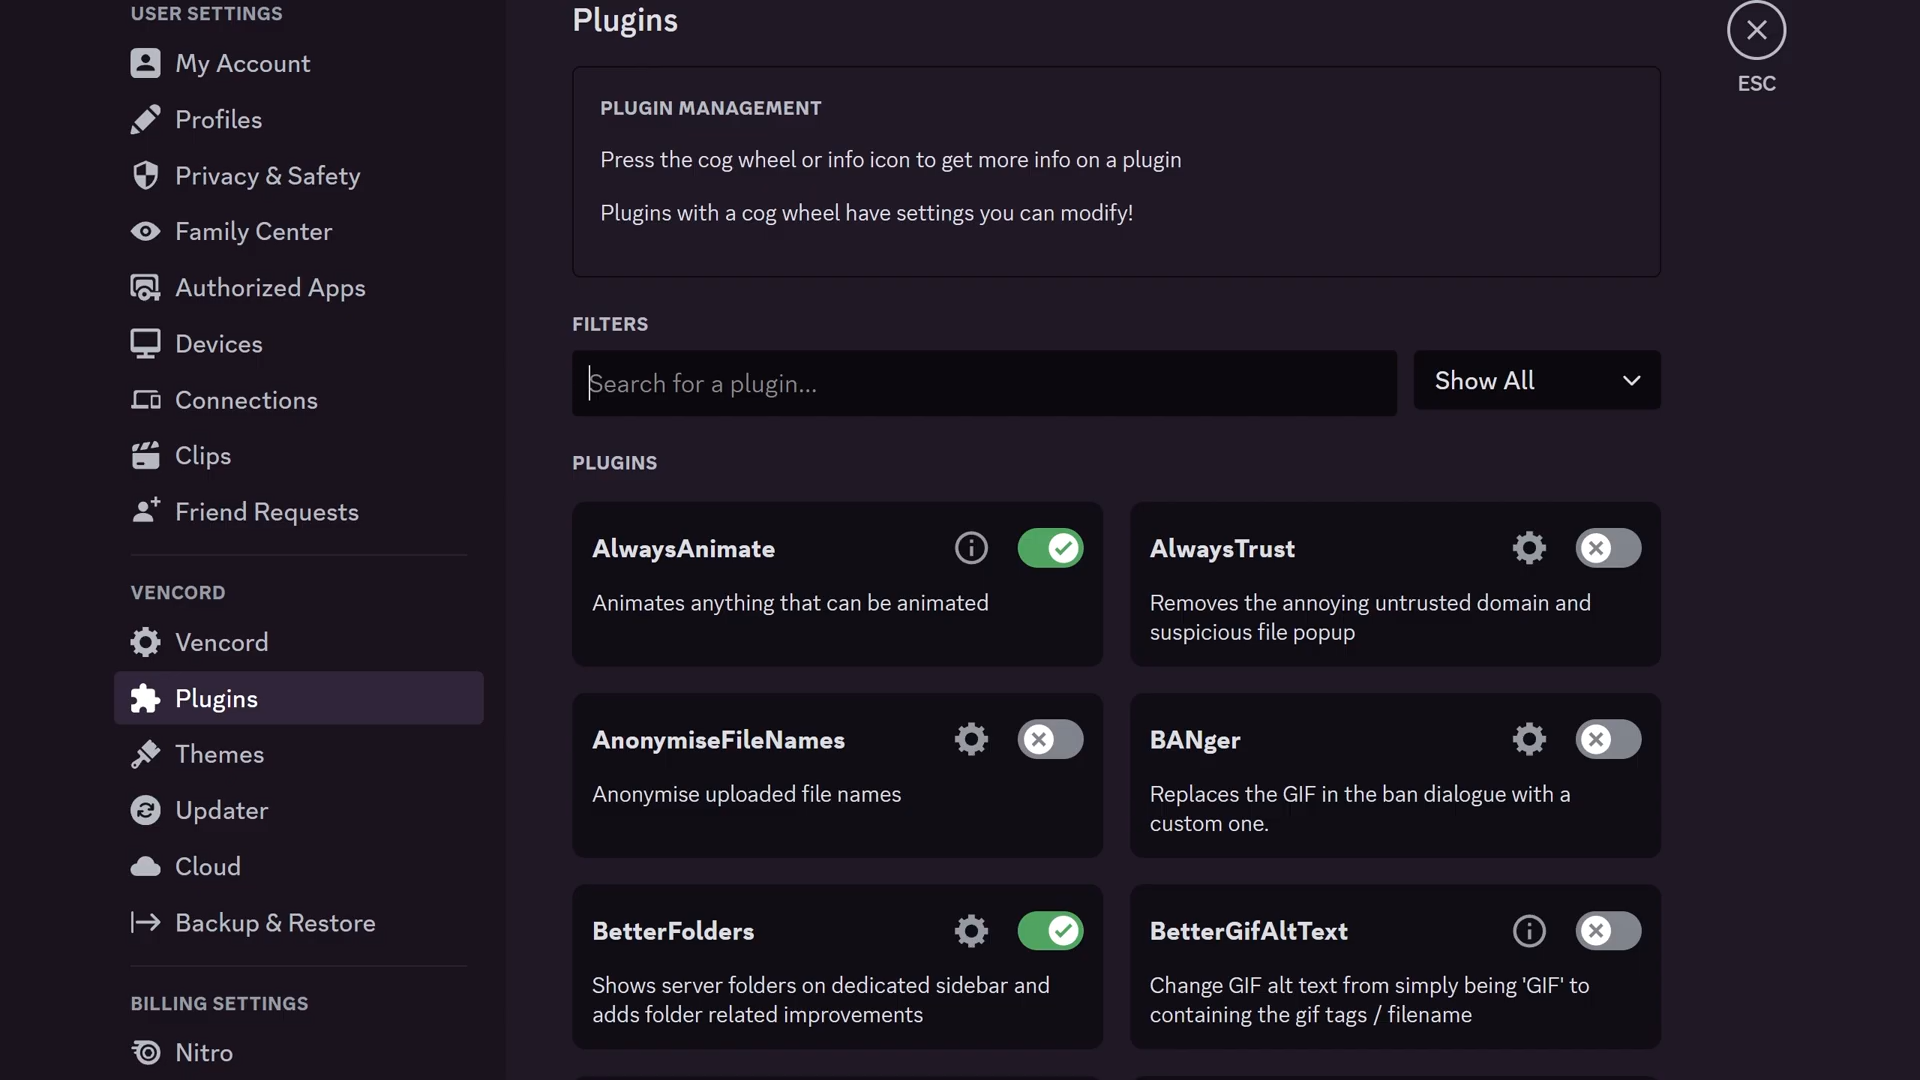 USER SETTINGS
My Account
Profiles
Privacy & Safety
Family Center
Authorized Apps
Devices
Connections
Clips
Friend Requests
VENCORD
Vencord
Plugins
Themes
Updater
Cloud
Backup & Restore
BILLING SETTINGS
Nitro
Plugins
ESC
PLUGIN MANAGEMENT
Press the cog wheel or info icon to get more info on a plugin
Plugins with a cog wheel have settings you can modify!
FILTERS
Search for a plugin...
Show All
PLUGINS
AlwaysAnimate
Animates anything that can be animated
AlwaysTrust
Removes the annoying untrusted domain and
suspicious file popup
AnonymiseFileNames
Anonymise uploaded file names
BANger
Replaces the GIF in the ban dialogue with a
custom one.
BetterFolders
Shows server folders on dedicated sidebar and
adds folder related improvements
BetterGifAltText
Change GIF alt text from simply being 'GIF' to
containing the gif tags / filename